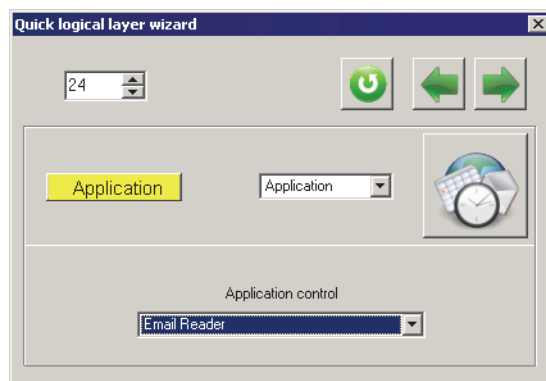 Quick logical layer wizard
24
Application
Application
Application control
Email Reader